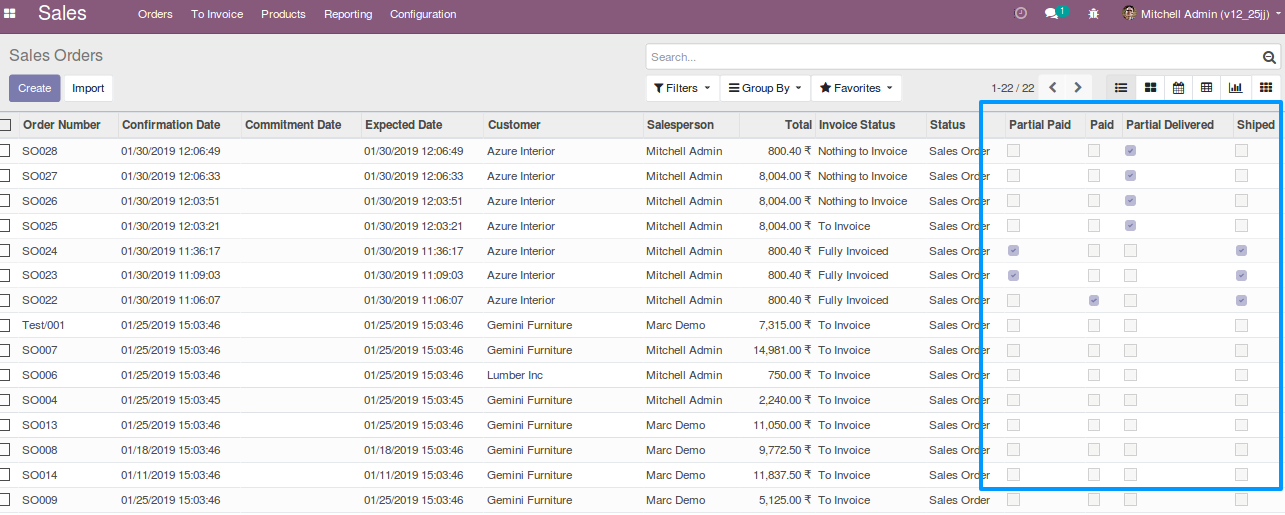 Sales Orders To Invoice Products Reporting Configuration 1 Mitchell Admin (v12_25jj)
Sales Orders Search...
Create Import Filters Group By Favorites 1-22 / 22
Order Number Confirmation Date Commitment Date Expected Date Customer Salesperson Total Invoice Status Status Partial Paid Paid Partial Delivered Shiped
SO028 01/30/2019 12:06:49 01/30/2019 12:06:49 Azure Interior Mitchell Admin 800.40 ₹ Nothing to Invoice Sales Order
SO027 01/30/2019 12:06:33 01/30/2019 12:06:33 Azure Interior Mitchell Admin 8,004.00 ₹ Nothing to Invoice Sales Order
SO026 01/30/2019 12:03:51 01/30/2019 12:03:51 Azure Interior Mitchell Admin 8,004.00 ₹ Nothing to Invoice Sales Order
SO025 01/30/2019 12:03:21 01/30/2019 12:03:21 Azure Interior Mitchell Admin 8,004.00 ₹ To Invoice Sales Order
SO024 01/30/2019 11:36:17 01/30/2019 11:36:17 Azure Interior Mitchell Admin 800.40 ₹ Fully Invoiced Sales Order
SO023 01/30/2019 11:09:03 01/30/2019 11:09:03 Azure Interior Mitchell Admin 800.40 ₹ Fully Invoiced Sales Order
SO022 01/30/2019 11:06:07 01/30/2019 11:06:07 Azure Interior Mitchell Admin 800.40 ₹ Fully Invoiced Sales Order
Test/001 01/25/2019 15:03:46 01/25/2019 15:03:46 Gemini Furniture Marc Demo 7,315.00 ₹ To Invoice Sales Order
SO007 01/25/2019 15:03:46 01/25/2019 15:03:46 Gemini Furniture Mitchell Admin 14,981.00 ₹ To Invoice Sales Order
SO006 01/25/2019 15:03:46 01/25/2019 15:03:46 Lumber Inc Mitchell Admin 750.00 ₹ To Invoice Sales Order
SO004 01/25/2019 15:03:45 01/25/2019 15:03:45 Gemini Furniture Mitchell Admin 2,240.00 ₹ To Invoice Sales Order
SO013 01/25/2019 15:03:46 01/25/2019 15:03:46 Gemini Furniture Marc Demo 11,050.00 ₹ To Invoice Sales Order
SO008 01/18/2019 15:03:46 01/18/2019 15:03:46 Gemini Furniture Marc Demo 9,772.50 ₹ To Invoice Sales Order
SO014 01/11/2019 15:03:46 01/11/2019 15:03:46 Gemini Furniture Marc Demo 11,837.50 ₹ To Invoice Sales Order
SO009 01/25/2019 15:03:46 01/25/2019 15:03:46 Gemini Furniture Marc Demo 5,125.00 ₹ To Invoice Sales Order